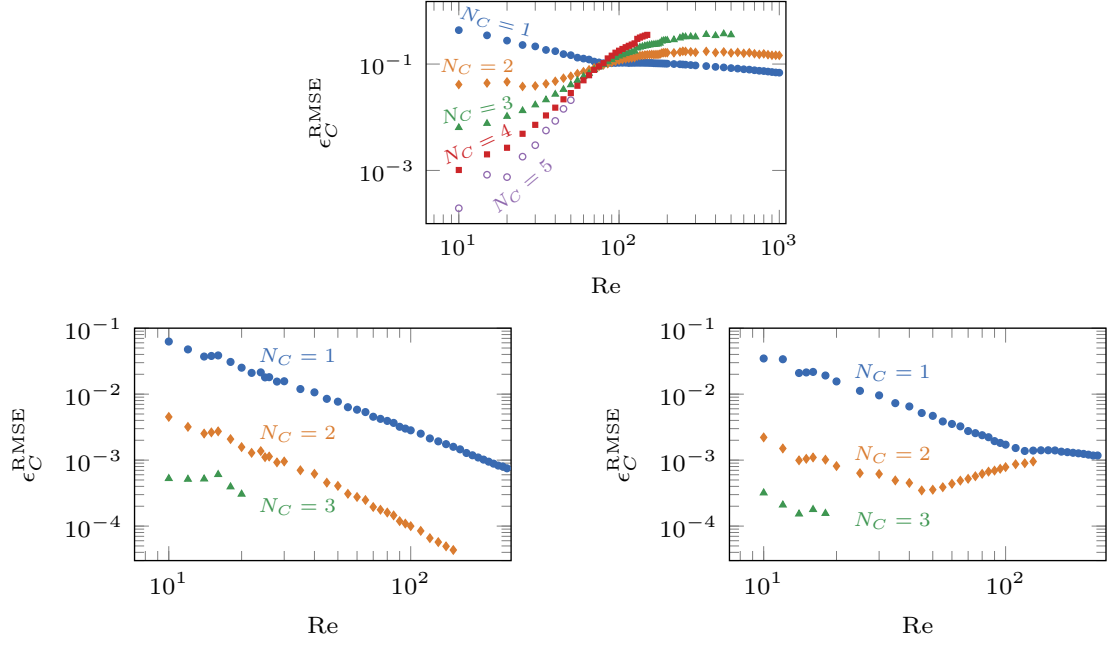 N_C = 1
N_C = 2
N_C = 3
N_C = 4
N_C = 5
10^{-1}
10^{-3}
ϵ_C^{RMSE}
10^1
10^2
10^3
Re
10^{-1}
10^{-2}
10^{-3}
10^{-4}
ϵ_C^{RMSE}
N_C = 1
N_C = 2
N_C = 3
10^1
10^2
Re
10^{-1}
10^{-2}
10^{-3}
10^{-4}
ϵ_C^{RMSE}
N_C = 1
N_C = 2
N_C = 3
10^1
10^2
Re